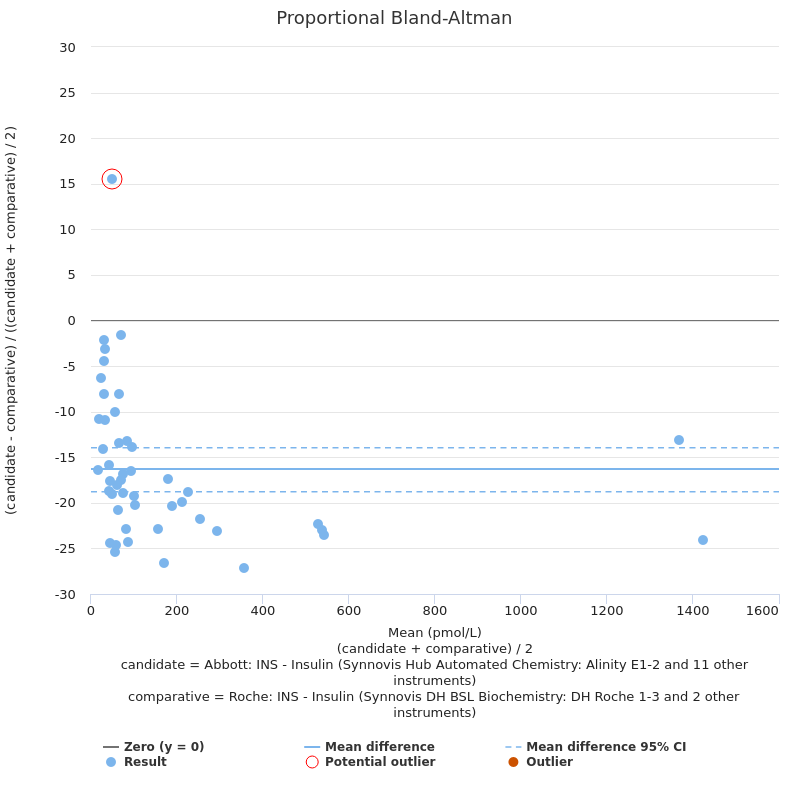 Proportional Bland-Altman
(candidate - comparative) / ((candidate + comparative) / 2)
30
25
20
15
10
5
0
-5
-10
-15
-20
-25
-30
0 200 400 600 800 1000 1200 1400 1600
Mean (pmol/L)
(candidate + comparative) / 2
candidate = Abbott: INS - Insulin (Synnovis Hub Automated Chemistry: Alinity E1-2 and 11 other
instruments)
comparative = Roche: INS - Insulin (Synnovis DH BSL Biochemistry: DH Roche 1-3 and 2 other
instruments)
Zero (y = 0) Mean difference Mean difference 95% CI
Result Potential outlier Outlier